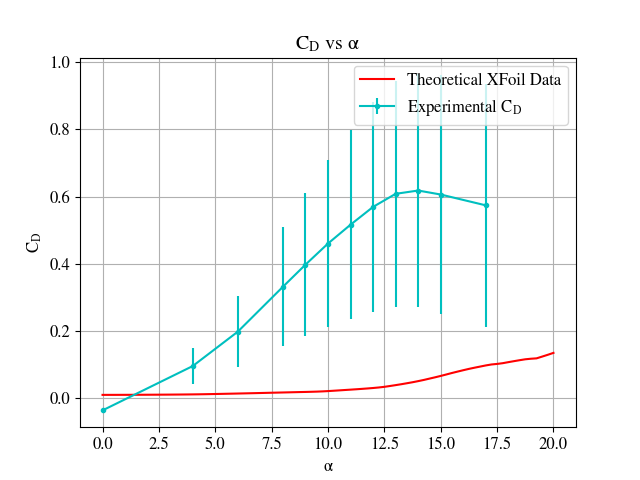 C_D vs α
1.0
0.8
0.6
0.4
0.2
0.0
C_D
Theoretical XFoil Data
Experimental C_D
0.0 2.5 5.0 7.5 10.0 12.5 15.0 17.5 20.0
α